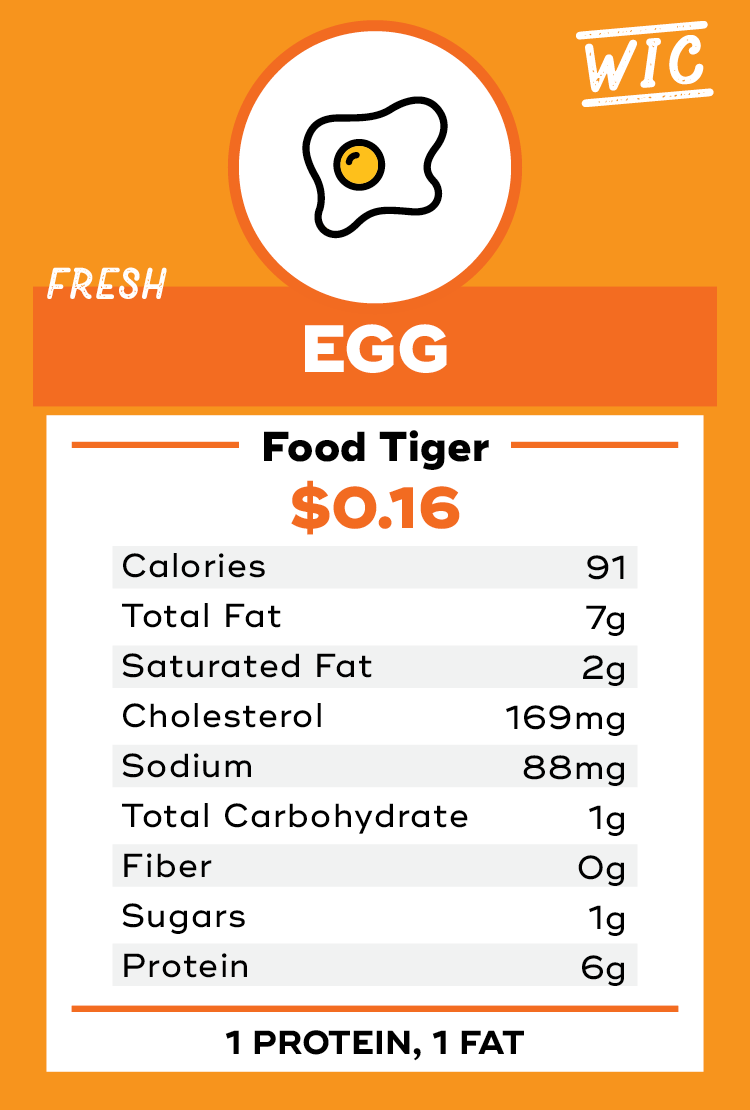 WIC
FRESH
EGG
Food Tiger
$0.16
Calories 91
Total Fat 7g
Saturated Fat 2g
Cholesterol 169mg
Sodium 88mg
Total Carbohydrate 1g
Fiber 0g
Sugars 1g
Protein 6g
1 PROTEIN, 1 FAT